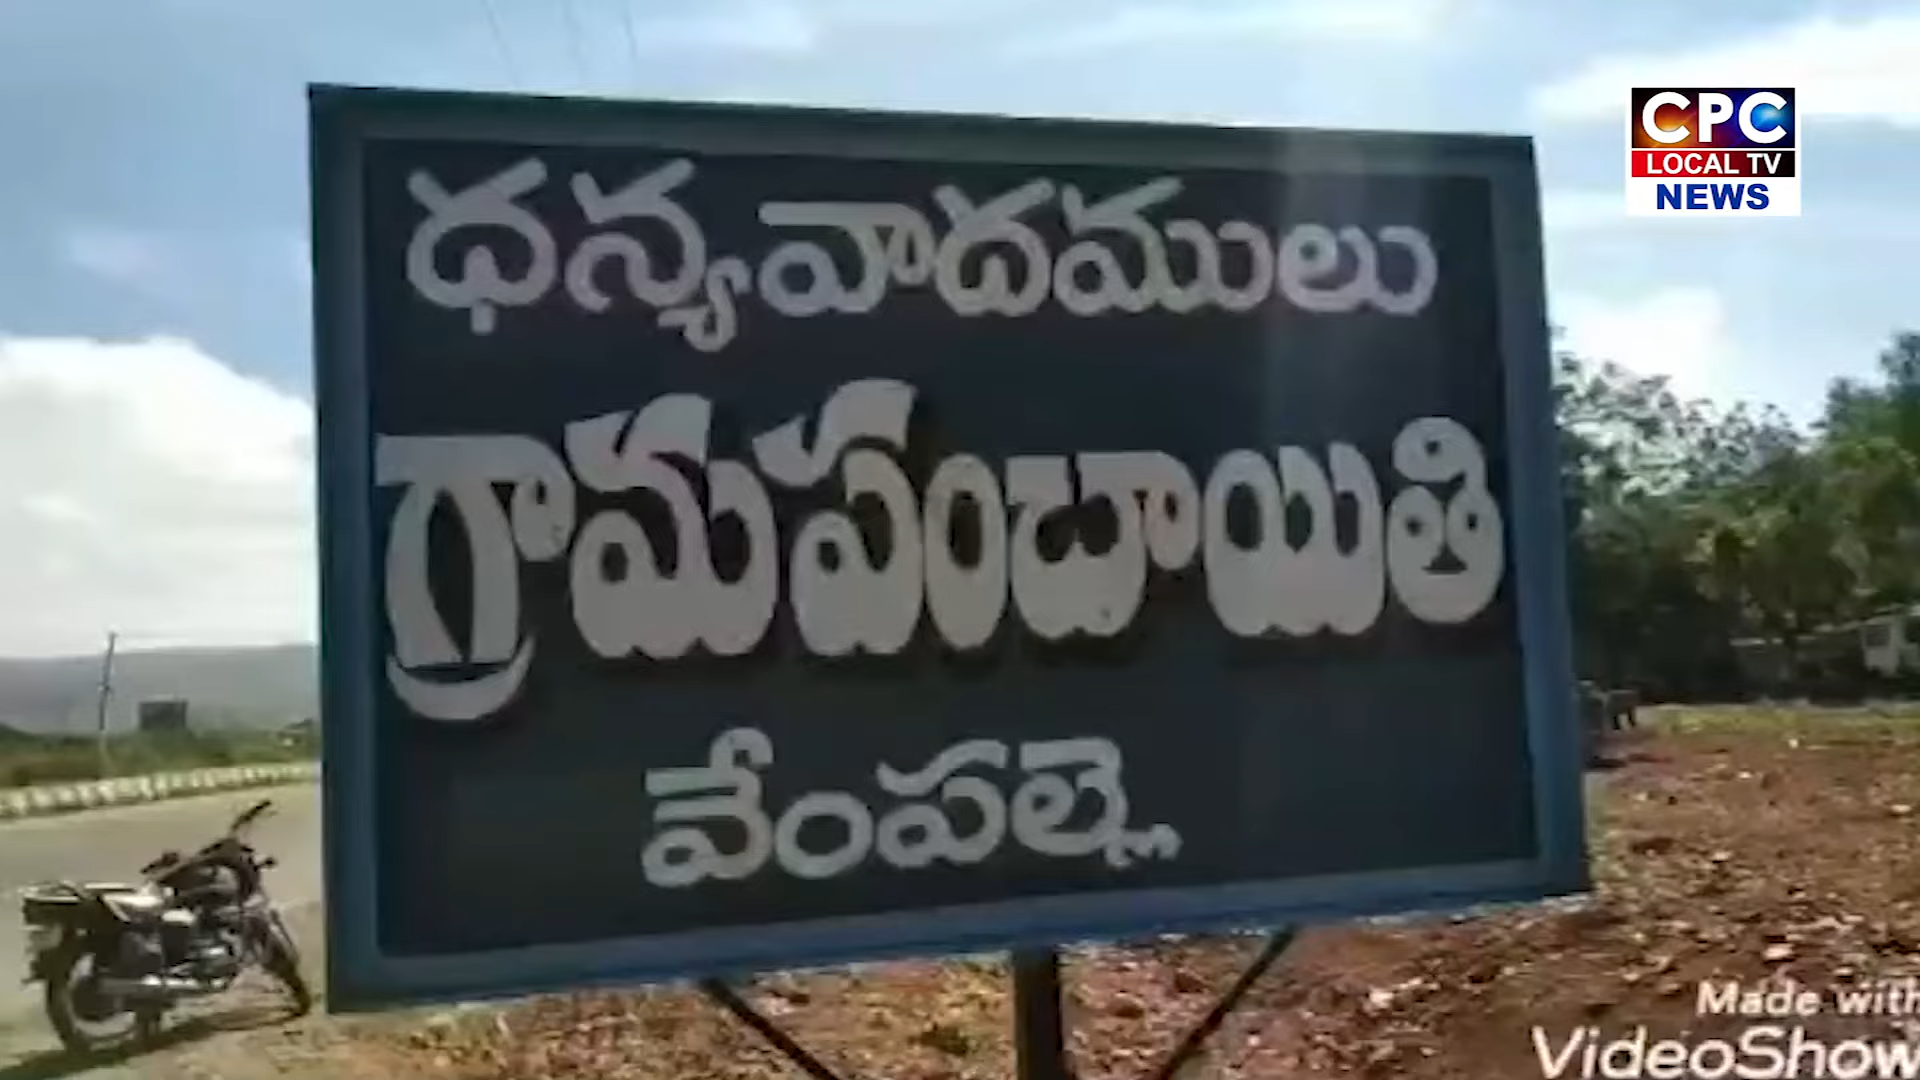 CPC
LOCAL TV
NEWS
ధన్యవాదములు
గ్రామపంచాయితి
వేంపల్లె
Made with
VideoShow